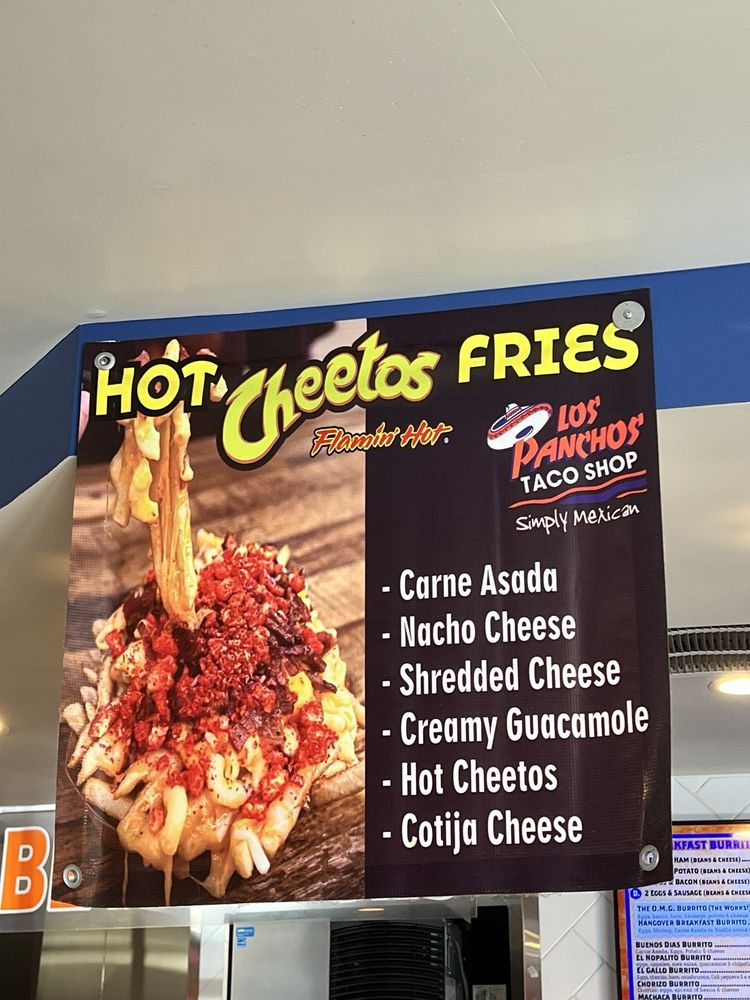 HOT Cheetos FRIES
Flamin' Hot
LOS
PANCHOS
TACO SHOP
Simply Mexican
- Carne Asada
- Nacho Cheese
- Shredded Cheese
- Creamy Guacamole
- Hot Cheetos
- Cotija Cheese
B
KFAST BURRIT
HAM (BEANS & CHEESE)
POTATO (BEANS & CHEESE)
& BACON (BEANS & CHEESE)
2 EGGS & SAUSAGE (BEANS & CHEESE
THE O.M.G. BURRITO (THE WORKS!
HANGOVER BREAKFAST BURRITO
BUENOS DIAS BURRITO
EL NOPALITO BURRITO
EL GALLO BURRITO
CHORIZO BURRITO
MACHACA BURRITO